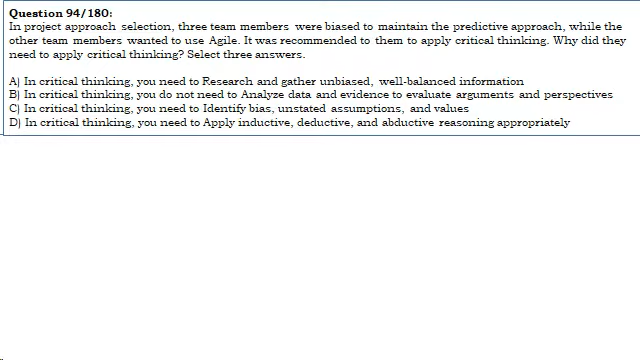 Question 94/180:
In project approach selection, three team members were biased to maintain the predictive approach, while the
other team members wanted to use Agile. It was recommended to them to apply critical thinking. Why did they
need to apply critical thinking? Select three answers.
A) In critical thinking, you need to Research and gather unbiased, well-balanced information
B) In critical thinking, you do not need to Analyze data and evidence to evaluate arguments and perspectives
C) In critical thinking, you need to Identify bias, unstated assumptions, and values
D) In critical thinking, you need to Apply inductive, deductive, and abductive reasoning appropriately